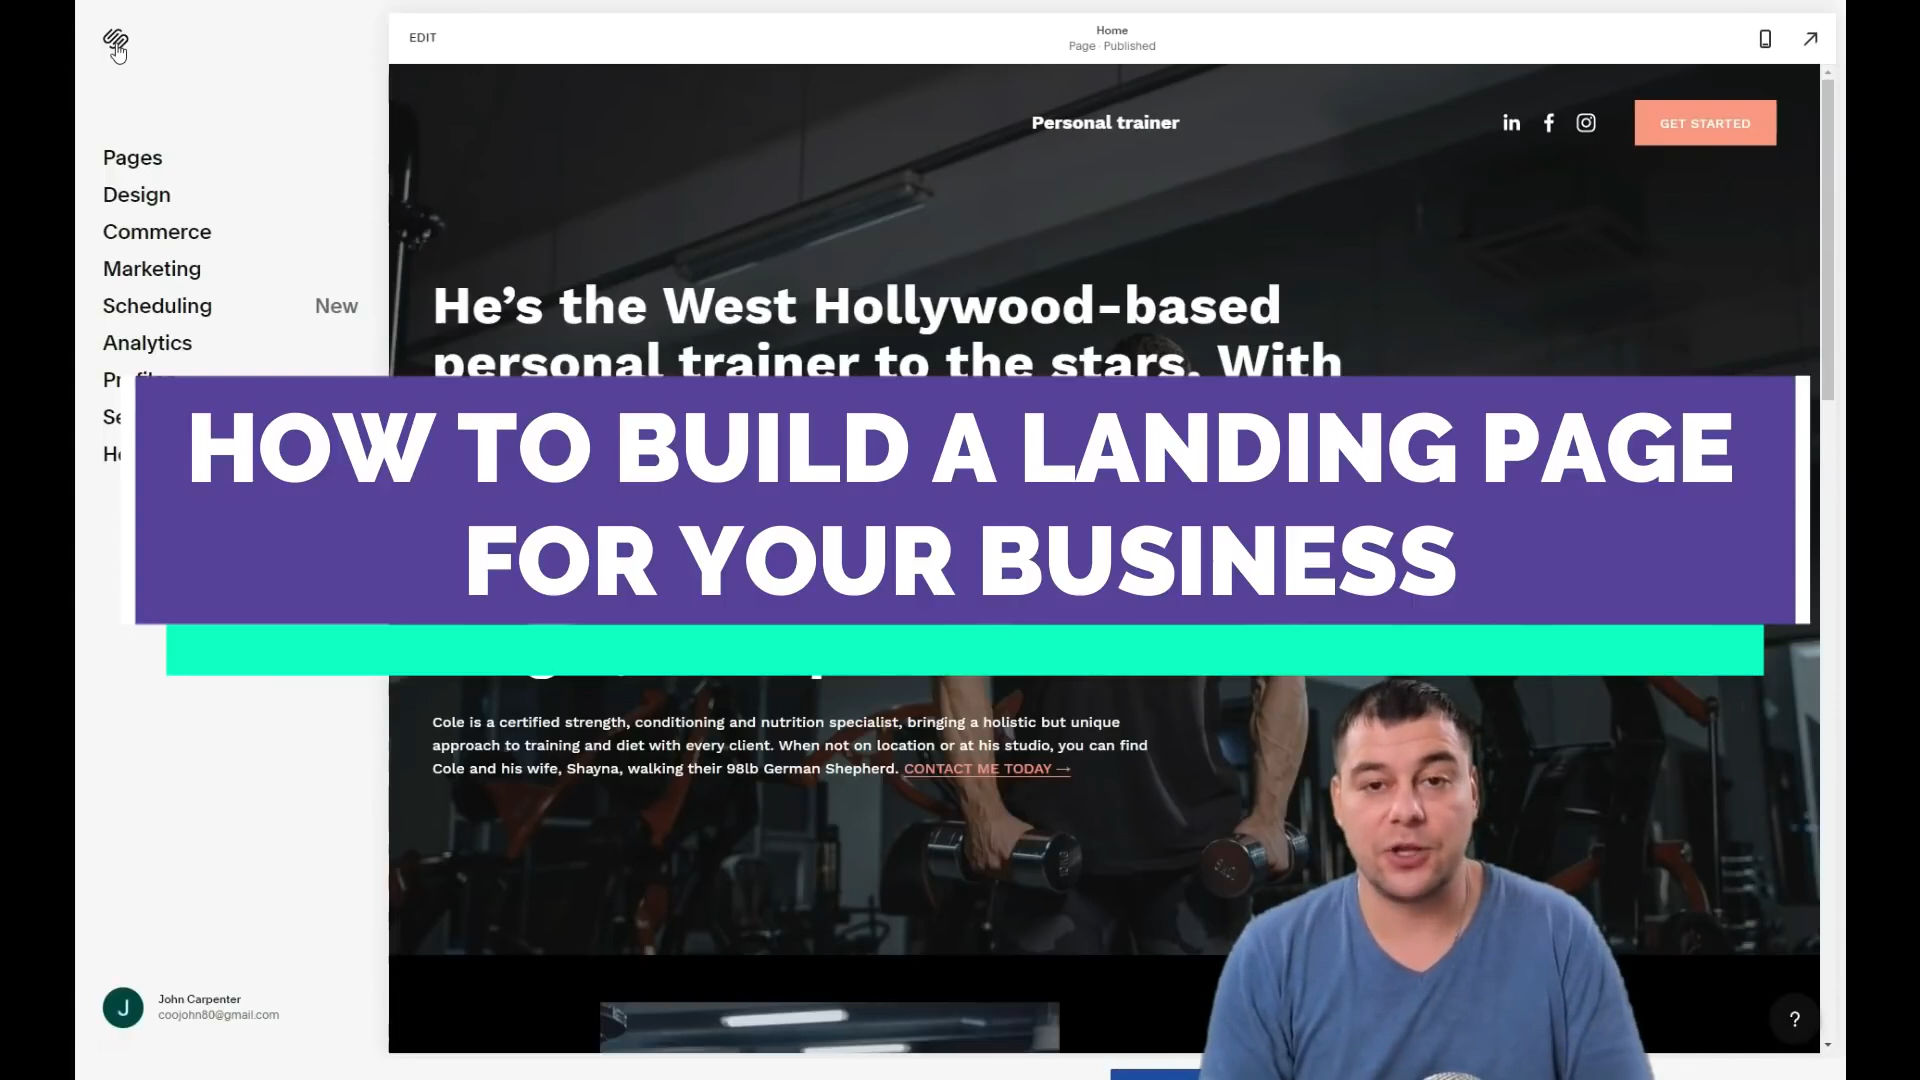 EDIT
Home
Page · Published
Pages
Design
Commerce
Marketing
Scheduling New
Analytics
Personal trainer
GET STARTED
He's the West Hollywood-based
personal trainer to the stars. With
HOW TO BUILD A LANDING PAGE
FOR YOUR BUSINESS
Cole is a certified strength, conditioning and nutrition specialist, bringing a holistic but unique
approach to training and diet with every client. When not on location or at his studio, you can find
Cole and his wife, Shayna, walking their 98lb German Shepherd. CONTACT ME TODAY →
J
John Carpenter
coojohn80@gmail.com
?